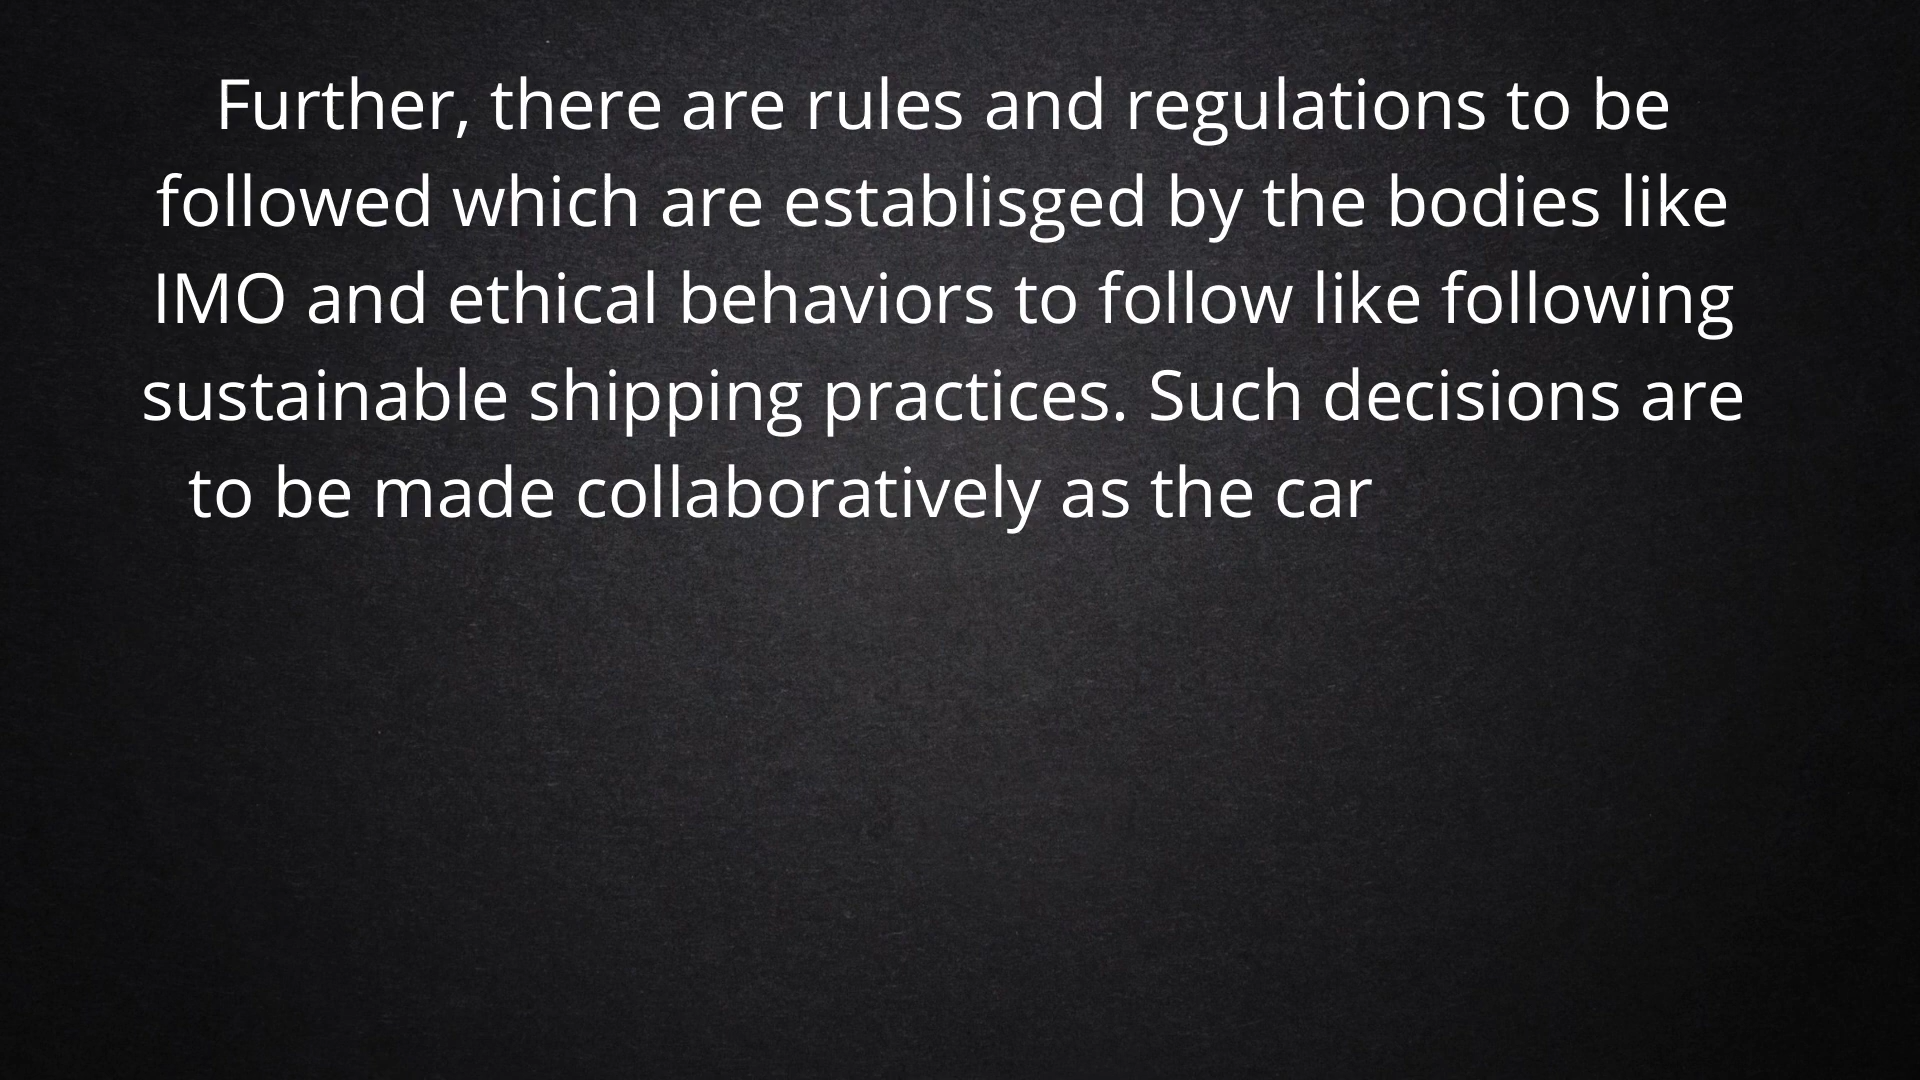 Further, there are rules and regulations to be
followed which are establisged by the bodies like
IMO and ethical behaviors to follow like following
sustainable shipping practices. Such decisions are
to be made collaboratively as the car